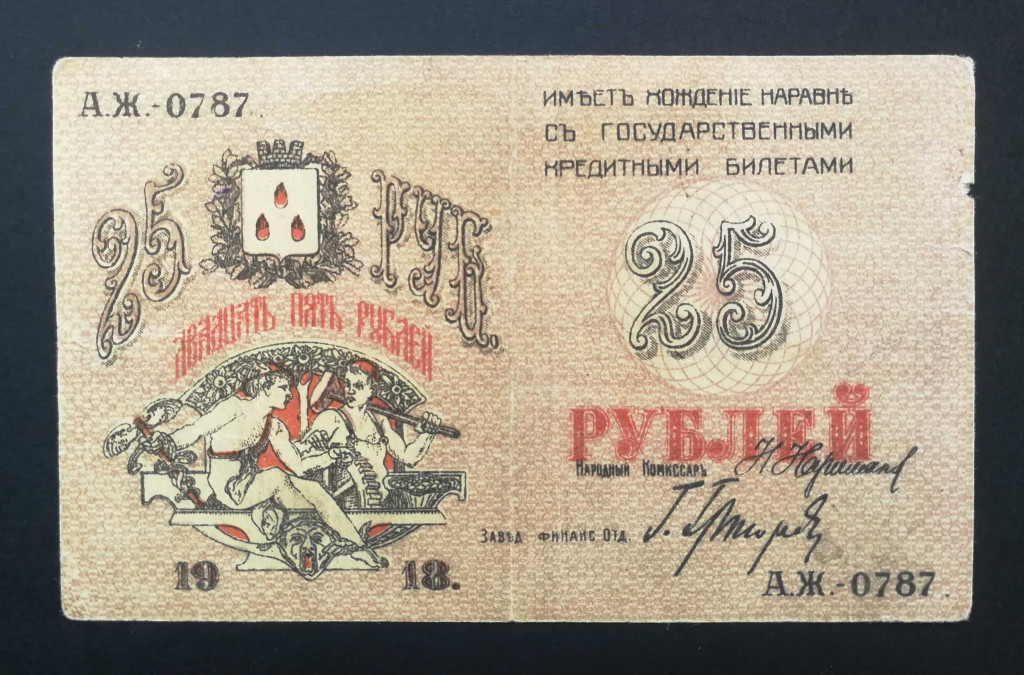 А.Ж.-0787.
25 РУБ.
ДВАДЦАТЬ ПЯТЬ РУБЛЕЙ
19 18.
ИМѢЕТЪ ХОЖДЕНІЕ НАРАВНѢ
СЪ ГОСУДАРСТВЕННЫМИ
КРЕДИТНЫМИ БИЛЕТАМИ
25
РУБЛЕЙ
НАРОДНЫЙ КОМИССАРЪ Н Нариманов
ЗАВѢД ФИНАНС ОТД.
А.Ж.-0787.